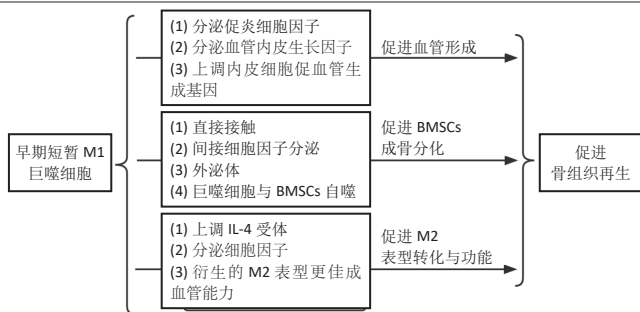 早期短暂 M1
巨噬细胞
(1) 分泌促炎细胞因子
(2) 分泌血管内皮生长因子
(3) 上调内皮细胞促血管生
成基因
促进血管形成
(1) 直接接触
(2) 间接细胞因子分泌
(3) 外泌体
(4) 巨噬细胞与 BMSCs 自噬
促进 BMSCs
成骨分化
(1) 上调 IL-4 受体
(2) 分泌细胞因子
(3) 衍生的 M2 表型更佳成
血管能力
促进 M2
表型转化与功能
促进
骨组织再生